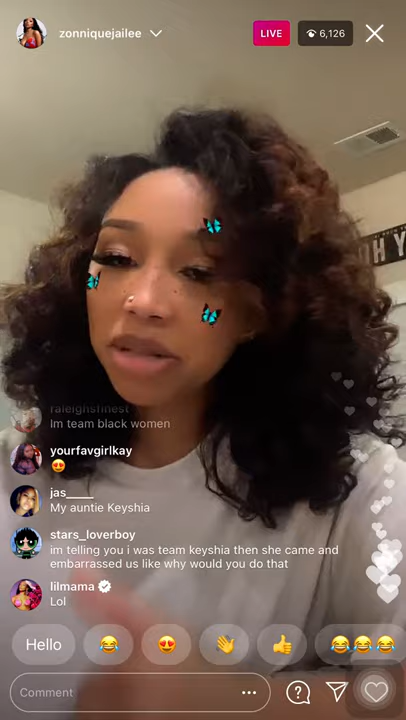 zonniquejailee
LIVE
6,126
OH Y
raleighsfinest
Im team black women
yourfavgirlkay
😍
jas_____
My auntie Keyshia
stars_loverboy
im telling you i was team keyshia then she came and
embarrassed us like why would you do that
lilmama
Lol
Hello 😂 😍 👋 👍 😂😂😍
Comment